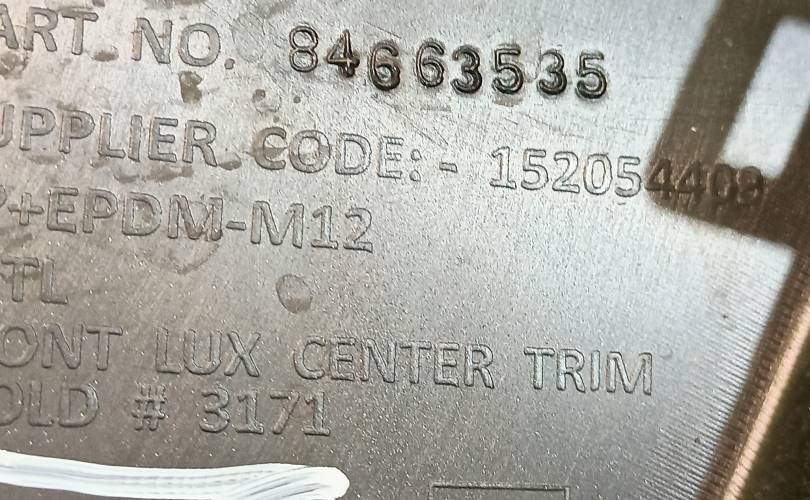 ART NO. 84663535
UPPLIER CODE:- 152054409
P+EPDM-M12
TL
ONT LUX CENTER TRIM
OLD # 3171